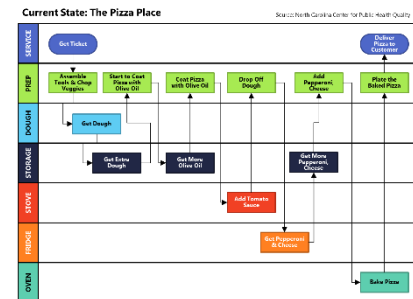 Current State: The Pizza Place
Source: North Carolina Center for Public Health Quality
SERVICE
Get Ticket
Deliver
Pizza to
Customer
PREP
Assemble
Tools & Chop
Veggies
Start to Coat
Pizza with
Olive Oil
Coat Pizza
with Olive Oil
Drop Off
Dough
Add
Pepperoni,
Cheese
Plate the
Baked Pizza
DOUGH
Get Dough
STORAGE
Get Extra
Dough
Get More
Olive Oil
Get More
Pepperoni,
Cheese
STOVE
Add Tomato
Sauce
FRIDGE
Get Pepperoni
& Cheese
OVEN
Bake Pizza